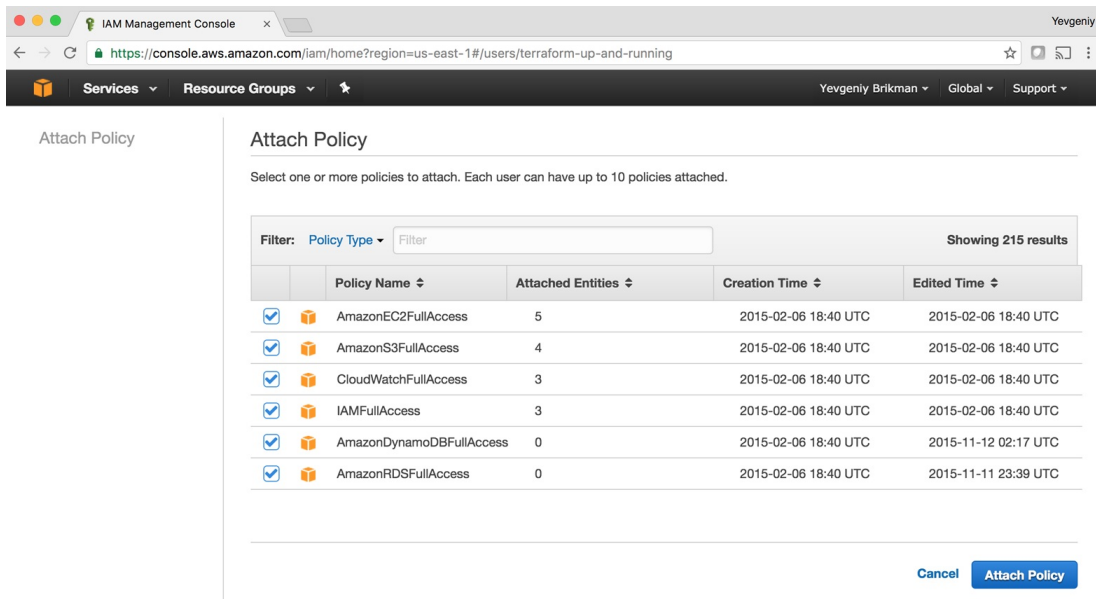 IAM Management Console
Yevgeniy
https://console.aws.amazon.com/iam/home?region=us-east-1#/users/terraform-up-and-running
Services Resource Groups Yevgeniy Brikman Global Support
Attach Policy
Attach Policy
Select one or more policies to attach. Each user can have up to 10 policies attached.
Filter: Policy Type Filter Showing 215 results
Policy Name Attached Entities Creation Time Edited Time
AmazonEC2FullAccess 5 2015-02-06 18:40 UTC 2015-02-06 18:40 UTC
AmazonS3FullAccess 4 2015-02-06 18:40 UTC 2015-02-06 18:40 UTC
CloudWatchFullAccess 3 2015-02-06 18:40 UTC 2015-02-06 18:40 UTC
IAMFullAccess 3 2015-02-06 18:40 UTC 2015-02-06 18:40 UTC
AmazonDynamoDBFullAccess 0 2015-02-06 18:40 UTC 2015-11-12 02:17 UTC
AmazonRDSFullAccess 0 2015-02-06 18:40 UTC 2015-11-11 23:39 UTC
Cancel Attach Policy